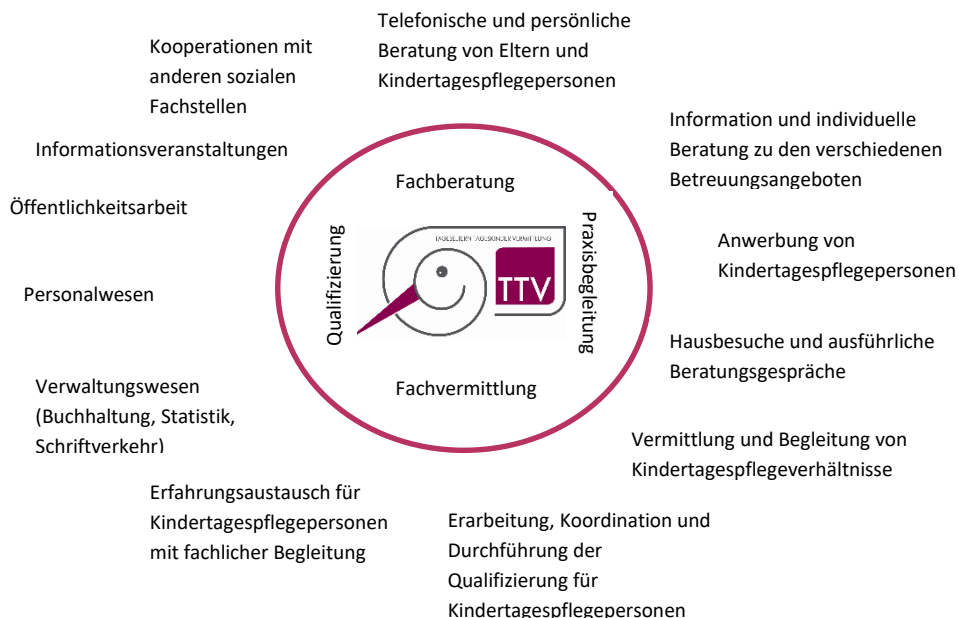 Telefonische und persönliche
Beratung von Eltern und
Kindertagespflegepersonen
Kooperationen mit
anderen sozialen
Fachstellen
Information und individuelle
Beratung zu den verschiedenen
Betreuungsangeboten
Informationsveranstaltungen
Fachberatung
Öffentlichkeitsarbeit
Qualifizierung
TAGESELTERN TAGESKINDERVERMITTLUNG
TTV
Praxisbegleitung
Anwerbung von
Kindertagespflegepersonen
Personalwesen
Hausbesuche und ausführliche
Beratungsgespräche
Fachvermittlung
Verwaltungswesen
(Buchhaltung, Statistik,
Schriftverkehr)
Vermittlung und Begleitung von
Kindertagespflegeverhältnisse
Erfahrungsaustausch für
Kindertagespflegepersonen
mit fachlicher Begleitung
Erarbeitung, Koordination und
Durchführung der
Qualifizierung für
Kindertagespflegepersonen